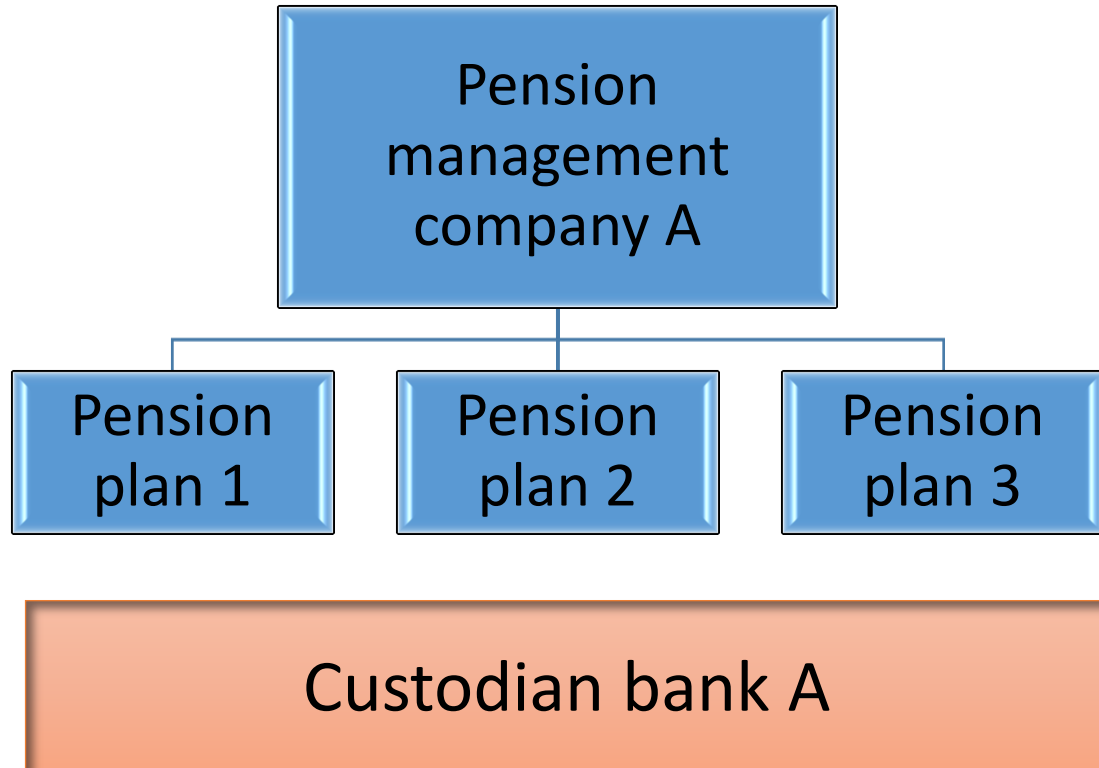 Pension
management
company A
Pension
plan 1
Pension
plan 2
Pension
plan 3
Custodian bank A